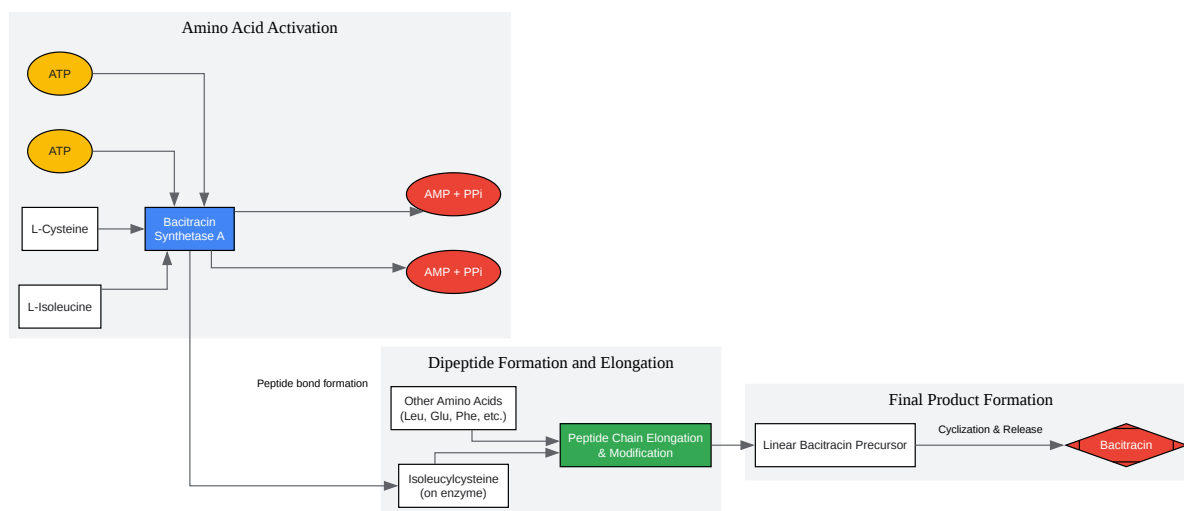 Amino Acid Activation
ATP
ATP
AMP + PPi
L-Cysteine
Bacitracin
Synthetase A
AMP + PPi
L-Isoleucine
Dipeptide Formation and Elongation
Peptide bond formation
Other Amino Acids
(Leu, Glu, Phe, etc.)
Peptide Chain Elongation
& Modification
Isoleucylcysteine
(on enzyme)
Final Product Formation
Linear Bacitracin Precursor
Cyclization & Release
Bacitracin